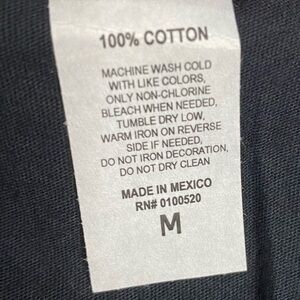 100% COTTON
MACHINE WASH COLD
WITH LIKE COLORS,
ONLY NON-CHLORINE
BLEACH WHEN NEEDED,
TUMBLE DRY LOW,
WARM IRON ON REVERSE
SIDE IF NEEDED,
DO NOT IRON DECORATION,
DO NOT DRY CLEAN
MADE IN MEXICO
RN# 0100520
M